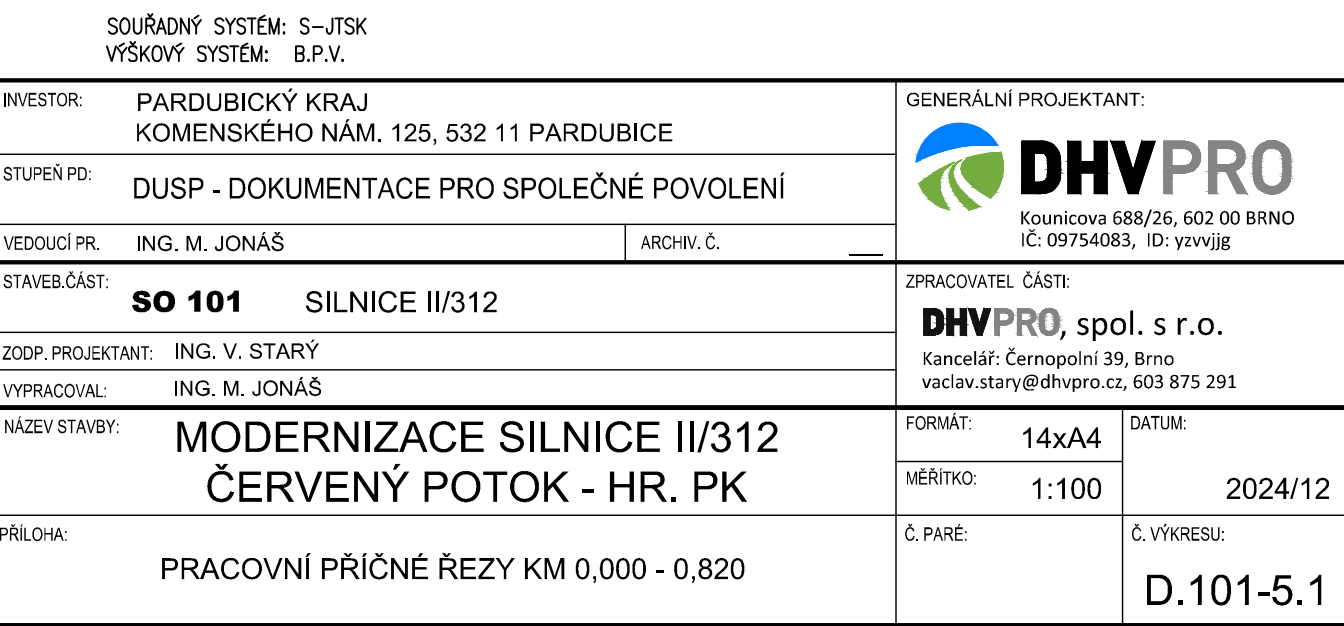 SOUŘADNÝ SYSTÉM: S-JTSK
VÝŠKOVÝ SYSTÉM: B.P.V.
INVESTOR: PARDUBICKÝ KRAJ
KOMENSKÉHO NÁM. 125, 532 11 PARDUBICE
STUPEŇ PD: DUSP - DOKUMENTACE PRO SPOLEČNÉ POVOLENÍ
VEDOUCÍ PR. ING. M. JONÁŠ
ARCHIV. Č.
GENERÁLNÍ PROJEKTANT:
DHVPRO
Kounicova 688/26, 602 00 BRNO
IČ: 09754083, ID: yzvvjjg
STAVEB.ČÁST: SO 101 SILNICE II/312
ZODP. PROJEKTANT: ING. V. STARÝ
VYPRACOVAL: ING. M. JONÁŠ
ZPRACOVATEL ČÁSTI:
DHVPRO, spol. s r.o.
Kancelář: Černopolní 39, Brno
vaclav.stary@dhvpro.cz, 603 875 291
NÁZEV STAVBY: MODERNIZACE SILNICE II/312
ČERVENÝ POTOK - HR. PK
FORMÁT: 14xA4
MĚŘÍTKO: 1:100
DATUM:
2024/12
PŘÍLOHA:
PRACOVNÍ PŘÍČNÉ ŘEZY KM 0,000 - 0,820
Č. PARÉ:
Č. VÝKRESU:
D.101-5.1